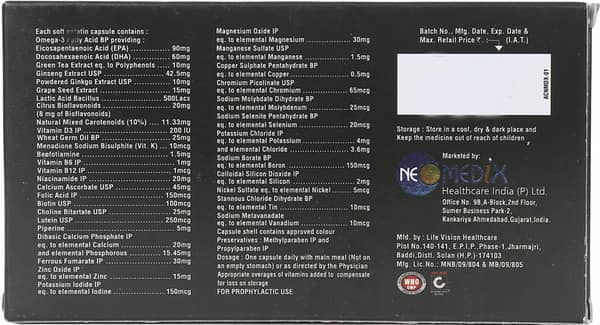 Each soft gelatin capsule contains :
Omega-3 Fatty Acid BP providing :
Eicosapentaenoic Acid (EPA) 90mg
Docosahexaenoic Acid (DHA) 60mg
Green Tea Extract eq. to Polyphenols 10mg
Ginseng Extract USP 42.5mg
Powdered Ginkgo Extract USP 10mg
Grape Seed Extract 15mg
Lactic Acid Bacillus 500Lacs
Citrus Bioflavonoids 20mg
(8 mg of Bioflavonoids)
Natural Mixed Carotenoids (10%) 11.33mg
Vitamin D3 IP 200 IU
Wheat Germ Oil BP 25mg
Menadione Sodium Bisulphite (Vit. K) 10mcg
Benfotiamine 1.5mg
Vitamin B6 IP 1mg
Vitamin B12 IP 1mcg
Niacinamide IP 20mg
Calcium Ascorbate USP 45mg
Folic Acid IP 150mcg
Biotin USP 100mcg
Choline Bitartrate USP 25mg
Lutein USP 250mcg
Piperine 5mg
Dibasic Calcium Phosphate IP
eq. to elemental Calcium 20mg
and elemental Phosphorous 15.45mg
Ferrous Fumarate IP 30mg
Zinc Oxide IP
eq. to elemental Zinc 15mg
Potassium Iodide IP
eq. to elemental Iodine 150mcg
Magnesium Oxide IP
eq. to elemental Magnesium 30mg
Manganese Sulfate USP
eq. to elemental Manganese 1.5mg
Copper Sulphate Pentahydrate BP
eq. to elemental Copper 0.5mg
Chromium Picolinate USP
eq. to elemental Chromium 65mcg
Sodium Molybdate Dihydrate BP
eq. to elemental Molybdenum 25mcg
Sodium Selenite Pentahydrate BP
eq. to elemental Selenium 20mcg
Potassium Chloride IP
eq. to elemental Potassium 4mg
and elemental Chloride 3.6mg
Sodium Borate BP
eq. to elemental Boron 150mcg
Colloidal Silicon Dioxide IP
eq. to elemental Silicon 2mg
Nickel Sulfate eq. to elemental Nickel 5mcg
Stannous Chloride Dihydrate BP
eq. to elemental Tin 10mcg
Sodium Metavanadate
eq. to elemental Vanadium 10mcg
Capsule shell contains approved colour
Preservatives : Methylparaben IP and
Propylparaben IP
Dosage : One capsule daily with main meal (Not on
an empty stomach) or as directed by the Physician
Appropriate overages of vitamins added to compensate
for loss on storage
FOR PROPHYLACTIC USE
Batch No., Mfg. Date, Exp. Date &
Max. Retail Price ₹. : (I.A.T.)
ACNMDX-01
Storage : Store in a cool, dry & dark place and
Keep the medicine out of reach of children.
Marketed by:
NEOMEDIX
Healthcare India (P) Ltd.
Office No. 9B, A-Block, 2nd Floor,
Sumer Business Park-2,
Kankariya Ahmedabad, Gujarat, India.
Mfd. by : Life Vision Healthcare
Plot No.140-141, E.P.I.P., Phase-1, Jharmajri,
Baddi, Distt. Solan (H.P.) -174103
Mfg. Lic. No.: MNB/09/804 & MB/09/805
WHO
GMP